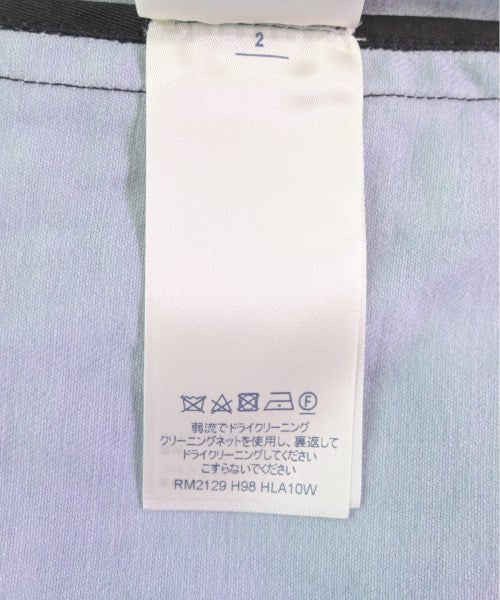 2
F
弱流でドライクリーニング
クリーニングネットを使用し、裏返して
ドライクリーニングしてください
こすらないでください
RM2129 H98 HLA10W